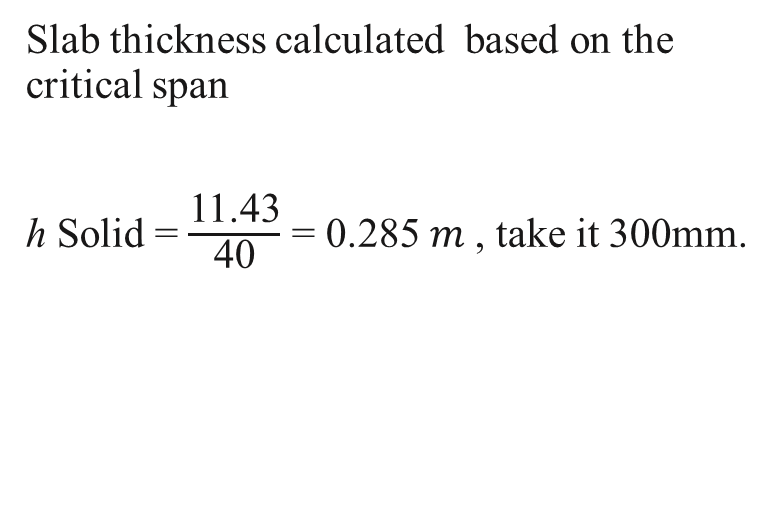 Slab thickness calculated  based on the
critical span
h Solid = 11.43/40 = 0.285 m , take it 300mm.